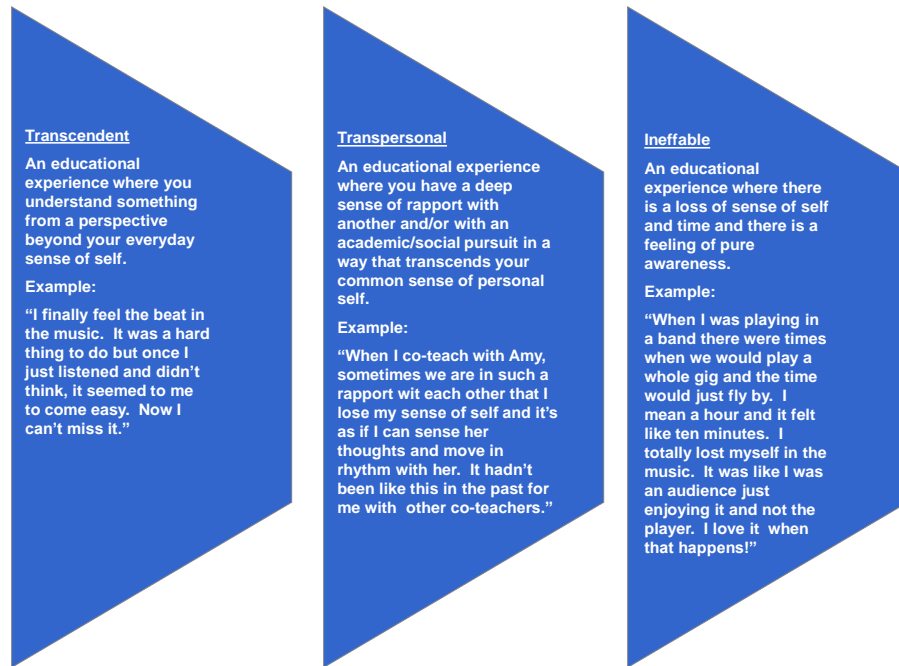 Transcendent
An educational
experience where you
understand something
from a perspective
beyond your everyday
sense of self.
Example:
“I finally feel the beat in
the music.  It was a hard
thing to do but once I
just listened and didn’t
think, it seemed to me
to come easy.  Now I
can’t miss it.”
Transpersonal
An educational experience
where you have a deep
sense of rapport with
another and/or with an
academic/social pursuit in a
way that transcends your
common sense of personal
self.
Example:
“When I co-teach with Amy,
sometimes we are in such a
rapport wit each other that I
lose my sense of self and it’s
as if I can sense her
thoughts and move in
rhythm with her.  It hadn’t
been like this in the past for
me with  other co-teachers.”
Ineffable
An educational
experience where there
is a loss of sense of self
and time and there is a
feeling of pure
awareness.
Example:
“When I was playing in
a band there were times
when we would play a
whole gig and the time
would just fly by.  I
mean a hour and it felt
like ten minutes.  I
totally lost myself in the
music.  It was like I was
an audience just
enjoying it and not the
player.  I love it  when
that happens!”